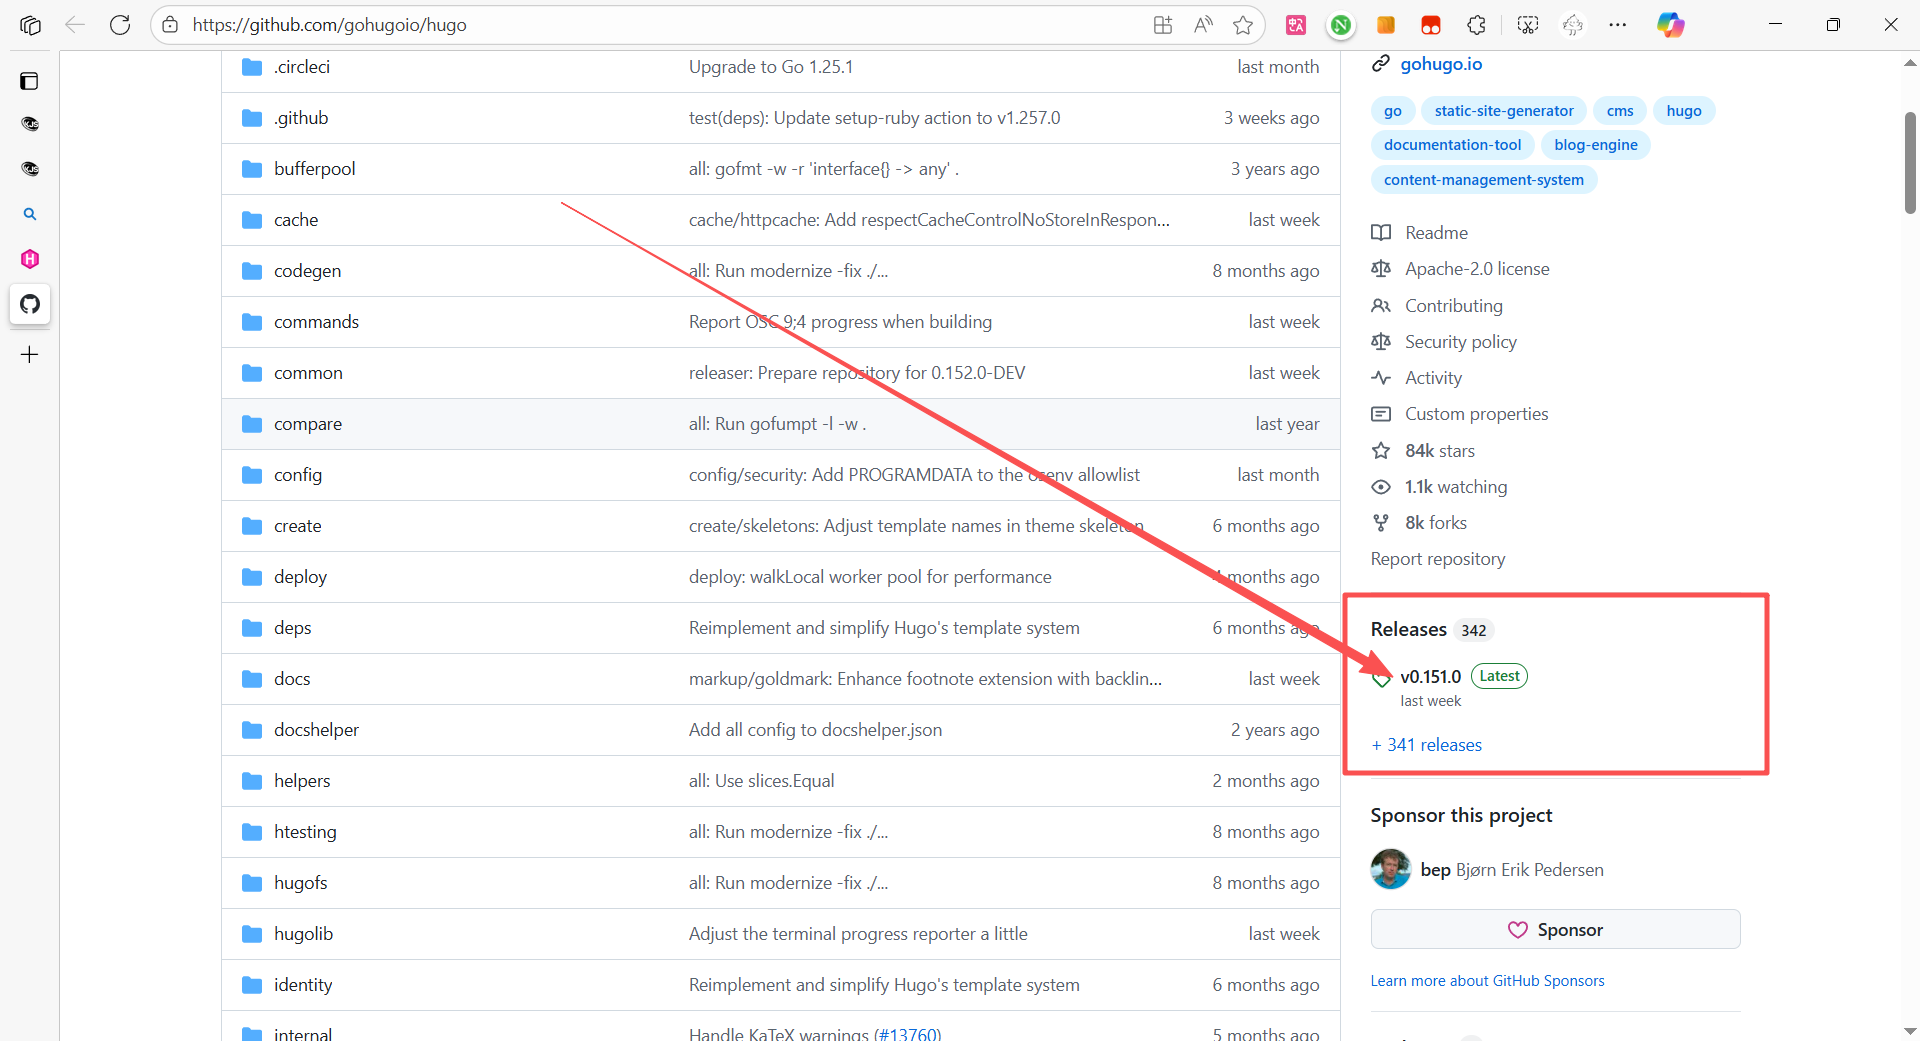 https://github.com/gohugoio/hugo
.circleci Upgrade to Go 1.25.1 last month
.github test(deps): Update setup-ruby action to v1.257.0 3 weeks ago
bufferpool all: gofmt -w -r 'interface{} -> any' . 3 years ago
cache cache/httpcache: Add respectCacheControlNoStoreInRespon... last week
codegen all: Run modernize -fix ./... 8 months ago
commands Report OSC 9;4 progress when building last week
common releaser: Prepare repository for 0.152.0-DEV last week
compare all: Run gofumpt -l -w . last year
config config/security: Add PROGRAMDATA to the osenv allowlist last month
create create/skeletons: Adjust template names in theme skeleton 6 months ago
deploy deploy: walkLocal worker pool for performance months ago
deps Reimplement and simplify Hugo's template system 6 months ago
docs markup/goldmark: Enhance footnote extension with backlin... last week
docshelper Add all config to docshelper.json 2 years ago
helpers all: Use slices.Equal 2 months ago
htesting all: Run modernize -fix ./... 8 months ago
hugofs all: Run modernize -fix ./... 8 months ago
hugolib Adjust the terminal progress reporter a little last week
identity Reimplement and simplify Hugo's template system 6 months ago
internal Handle KaTeX warnings (#13760) 5 months ago
gohugo.io
go static-site-generator cms hugo
documentation-tool blog-engine
content-management-system
Readme
Apache-2.0 license
Contributing
Security policy
Activity
Custom properties
84k stars
1.1k watching
8k forks
Report repository
Releases 342
v0.151.0 Latest
last week
+ 341 releases
Sponsor this project
bep Bjørn Erik Pedersen
Sponsor
Learn more about GitHub Sponsors